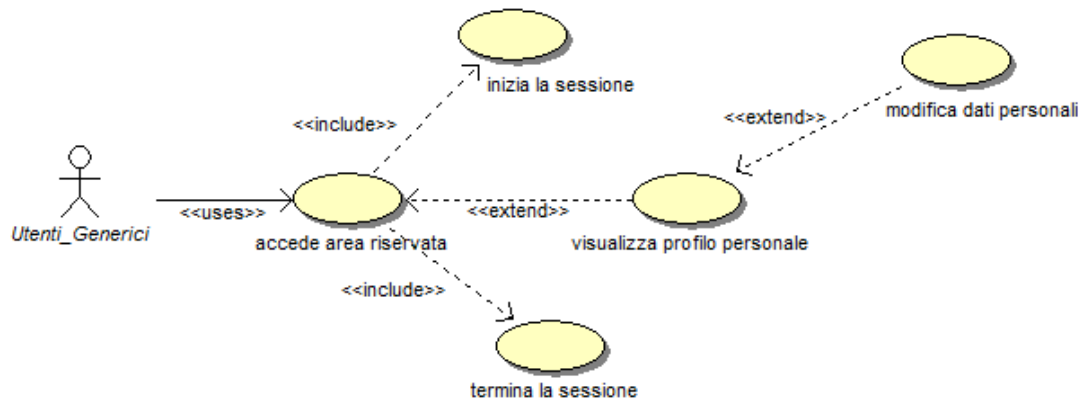 inizia la sessione
modifica dati personali
<<include>>
<<extend>>
<<uses>>
<<extend>>
Utenti_Generici
accede area riservata
visualizza profilo personale
<<include>>
termina la sessione